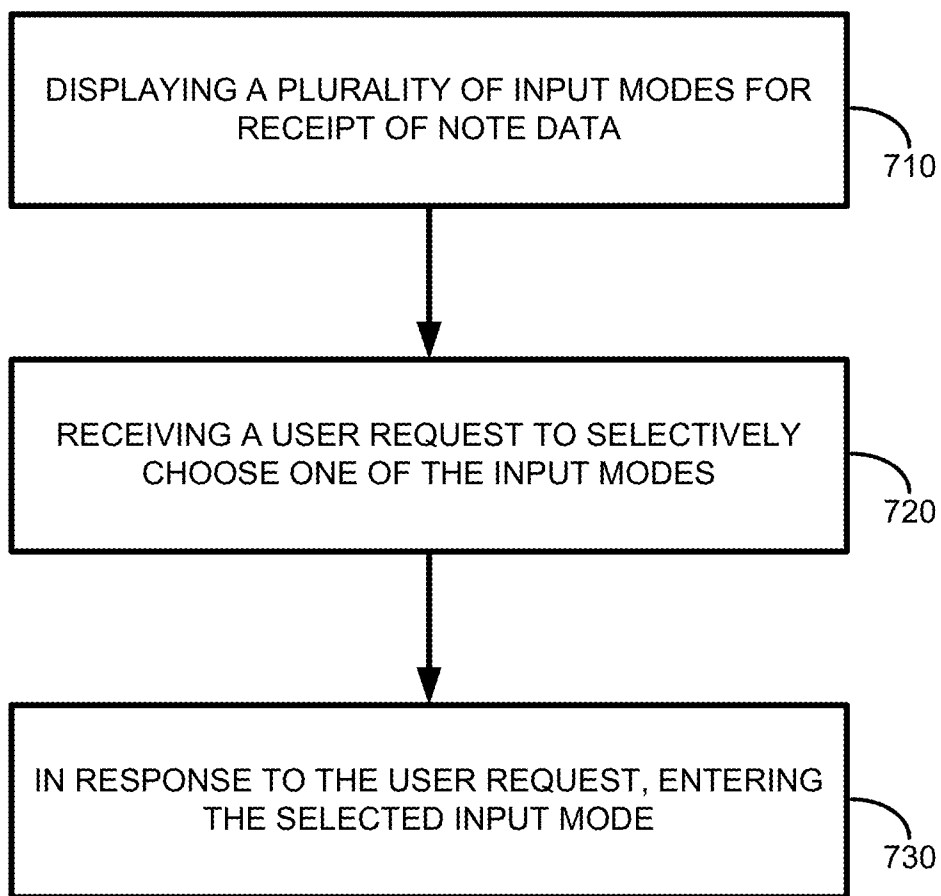 DISPLAYING A PLURALITY OF INPUT MODES FOR
RECEIPT OF NOTE DATA
710
RECEIVING A USER REQUEST TO SELECTIVELY
CHOOSE ONE OF THE INPUT MODES
720
IN RESPONSE TO THE USER REQUEST, ENTERING
THE SELECTED INPUT MODE
730